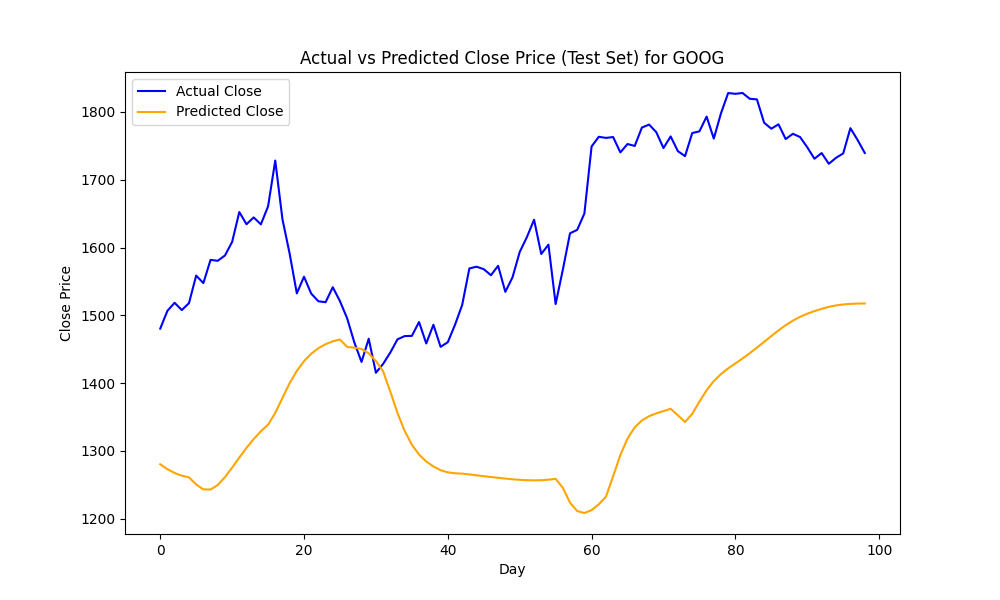 Actual vs Predicted Close Price (Test Set) for GOOG
Actual Close
Predicted Close
1800
1700
1600
1500
1400
1300
1200
Close Price
0 20 40 60 80 100
Day